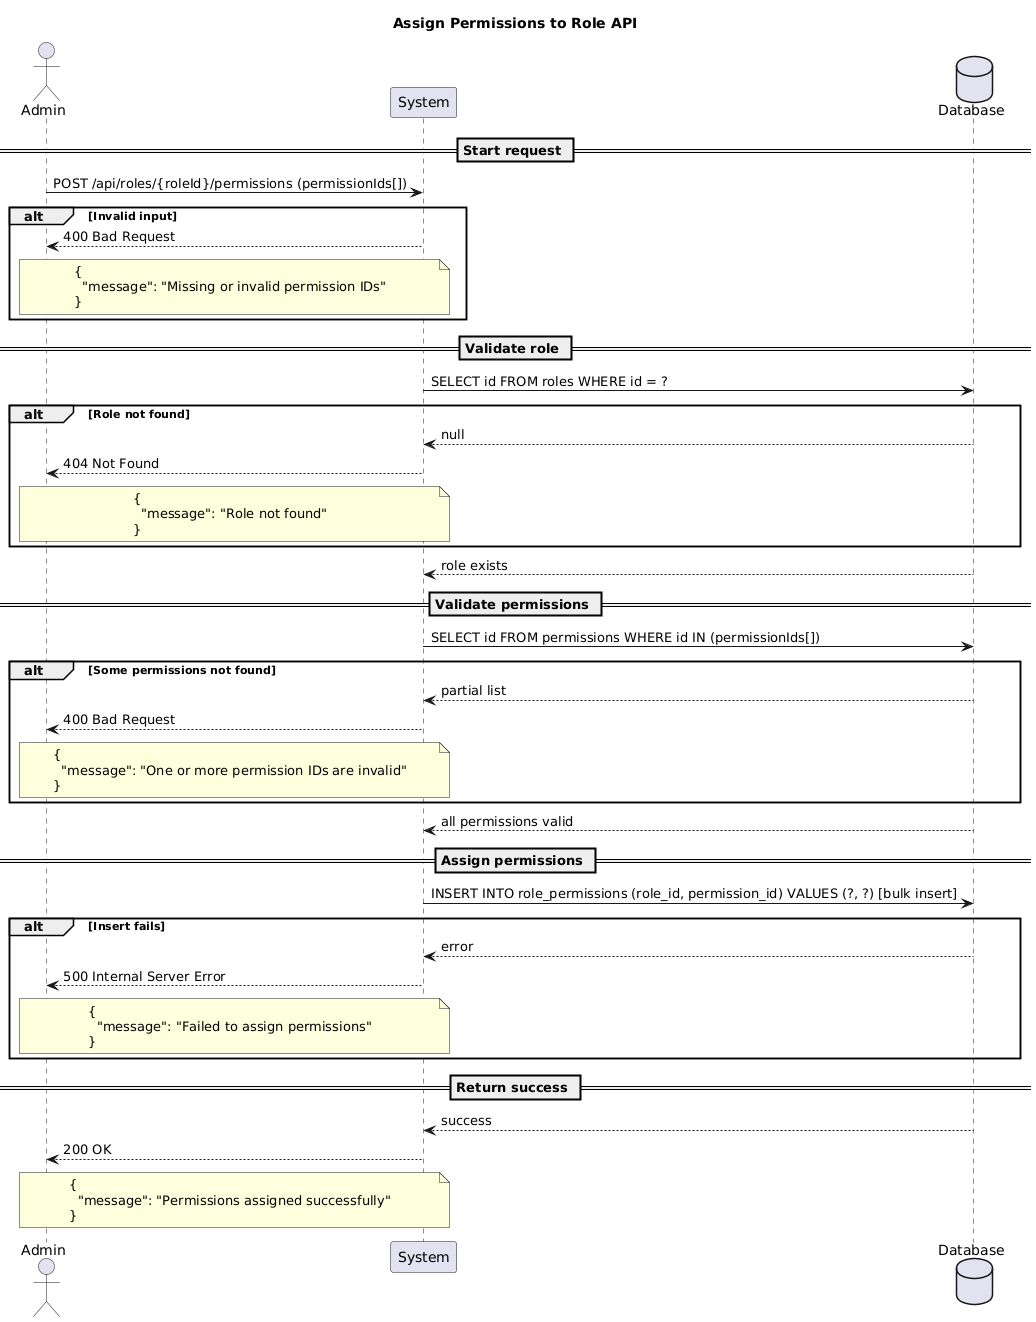 Assign Permissions to Role API
Admin
System
Database
Start request
POST /api/roles/{roleId}/permissions (permissionIds[])
alt [Invalid input]
400 Bad Request
{
"message": "Missing or invalid permission IDs"
}
Validate role
SELECT id FROM roles WHERE id = ?
alt [Role not found]
null
404 Not Found
{
"message": "Role not found"
}
role exists
Validate permissions
SELECT id FROM permissions WHERE id IN (permissionIds[])
alt [Some permissions not found]
partial list
400 Bad Request
{
"message": "One or more permission IDs are invalid"
}
all permissions valid
Assign permissions
INSERT INTO role_permissions (role_id, permission_id) VALUES (?, ?) [bulk insert]
alt [Insert fails]
error
500 Internal Server Error
{
"message": "Failed to assign permissions"
}
Return success
success
200 OK
{
"message": "Permissions assigned successfully"
}
Admin
System
Database